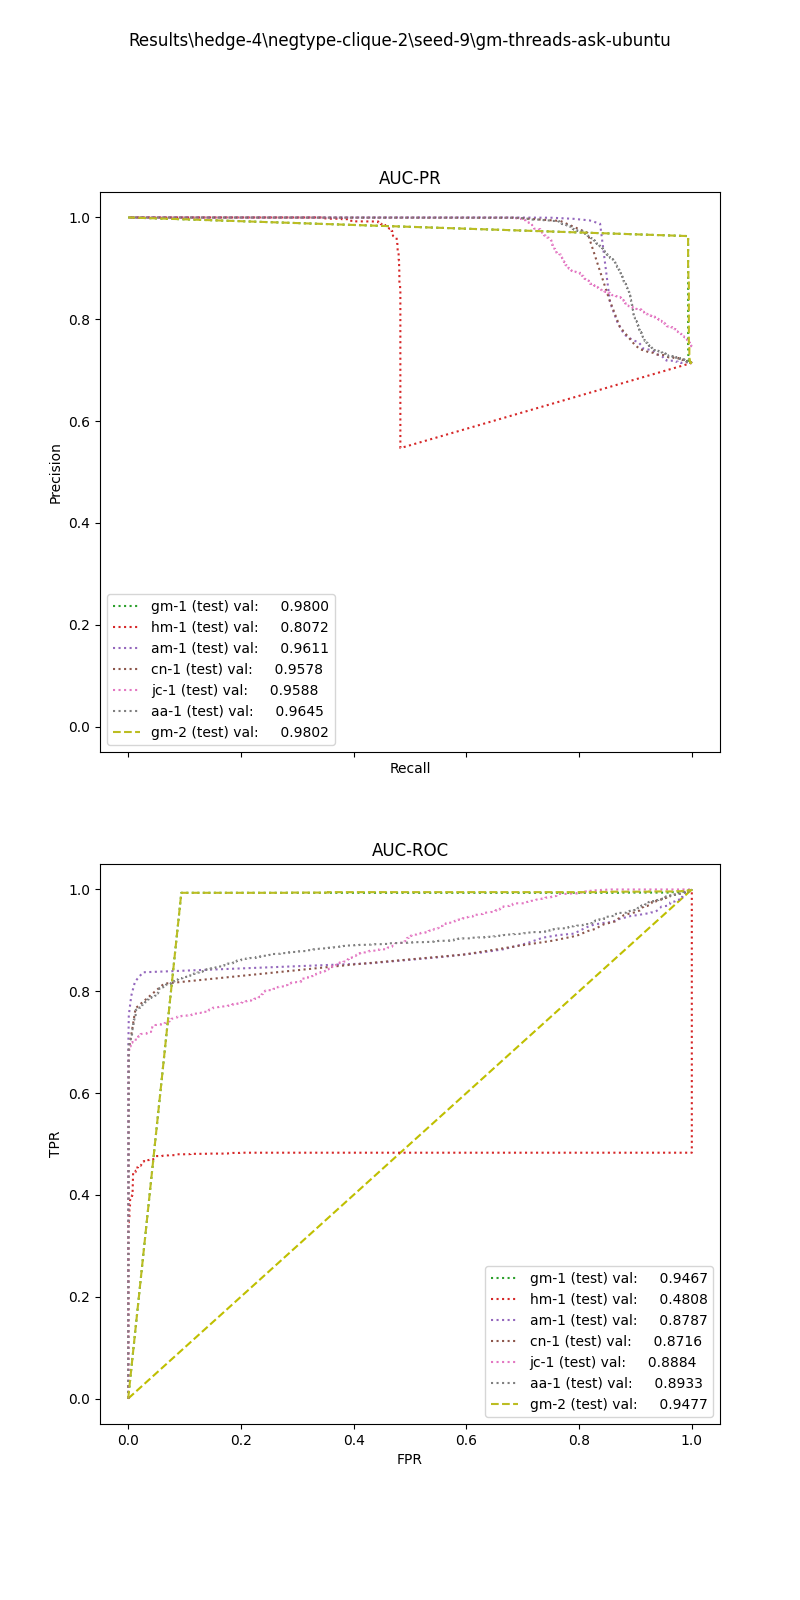 Results\hedge-4\negtype-clique-2\seed-9\gm-threads-ask-ubuntu
AUC-PR
1.0
0.8
0.6
0.4
0.2
0.0
Precision
gm-1 (test) val: 0.9800
hm-1 (test) val: 0.8072
am-1 (test) val: 0.9611
cn-1 (test) val: 0.9578
jc-1 (test) val: 0.9588
aa-1 (test) val: 0.9645
gm-2 (test) val: 0.9802
Recall
AUC-ROC
1.0
0.8
0.6
0.4
0.2
0.0
TPR
gm-1 (test) val: 0.9467
hm-1 (test) val: 0.4808
am-1 (test) val: 0.8787
cn-1 (test) val: 0.8716
jc-1 (test) val: 0.8884
aa-1 (test) val: 0.8933
gm-2 (test) val: 0.9477
0.0 0.2 0.4 0.6 0.8 1.0
FPR